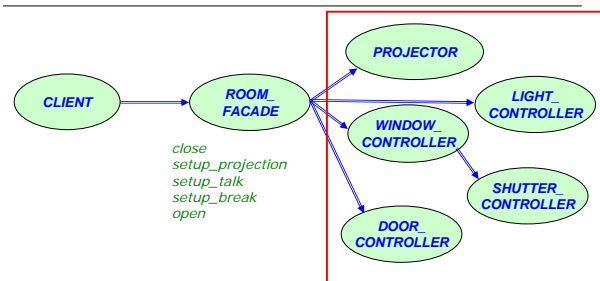 PROJECTOR
CLIENT
ROOM_
FACADE
LIGHT_
CONTROLLER
WINDOW_
CONTROLLER
close
setup_projection
setup_talk
setup_break
open
SHUTTER_
CONTROLLER
DOOR_
CONTROLLER